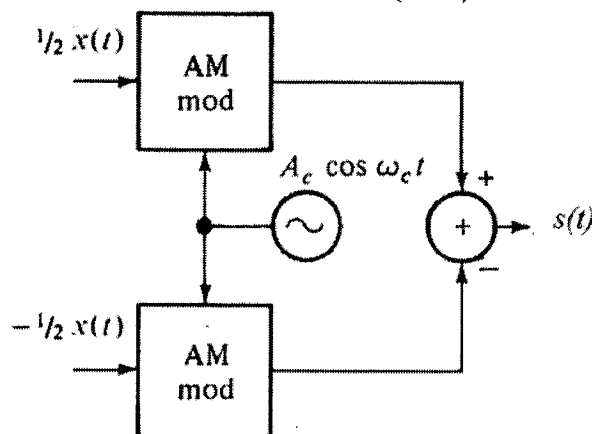 ½ x(t)
AM
mod
A_c cos ω_c t
+
+
−
s(t)
−½ x(t)
AM
mod